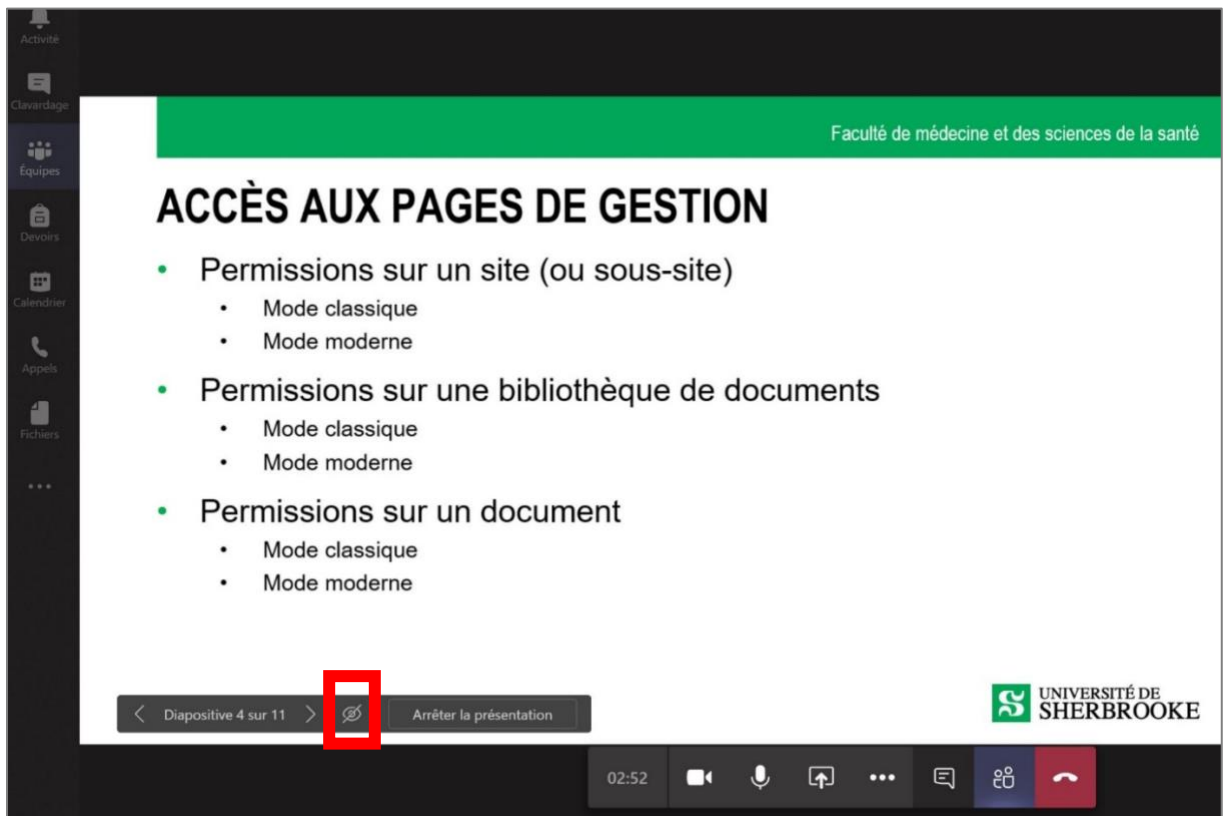 Activité
Clavardage
Équipes
Devoirs
Calendrier
Appels
Fichiers
Faculté de médecine et des sciences de la santé
ACCÈS AUX PAGES DE GESTION
• Permissions sur un site (ou sous-site)
• Mode classique
• Mode moderne
• Permissions sur une bibliothèque de documents
• Mode classique
• Mode moderne
• Permissions sur un document
• Mode classique
• Mode moderne
Diapositive 4 sur 11
Arrêter la présentation
UNIVERSITÉ DE
SHERBROOKE
02:52